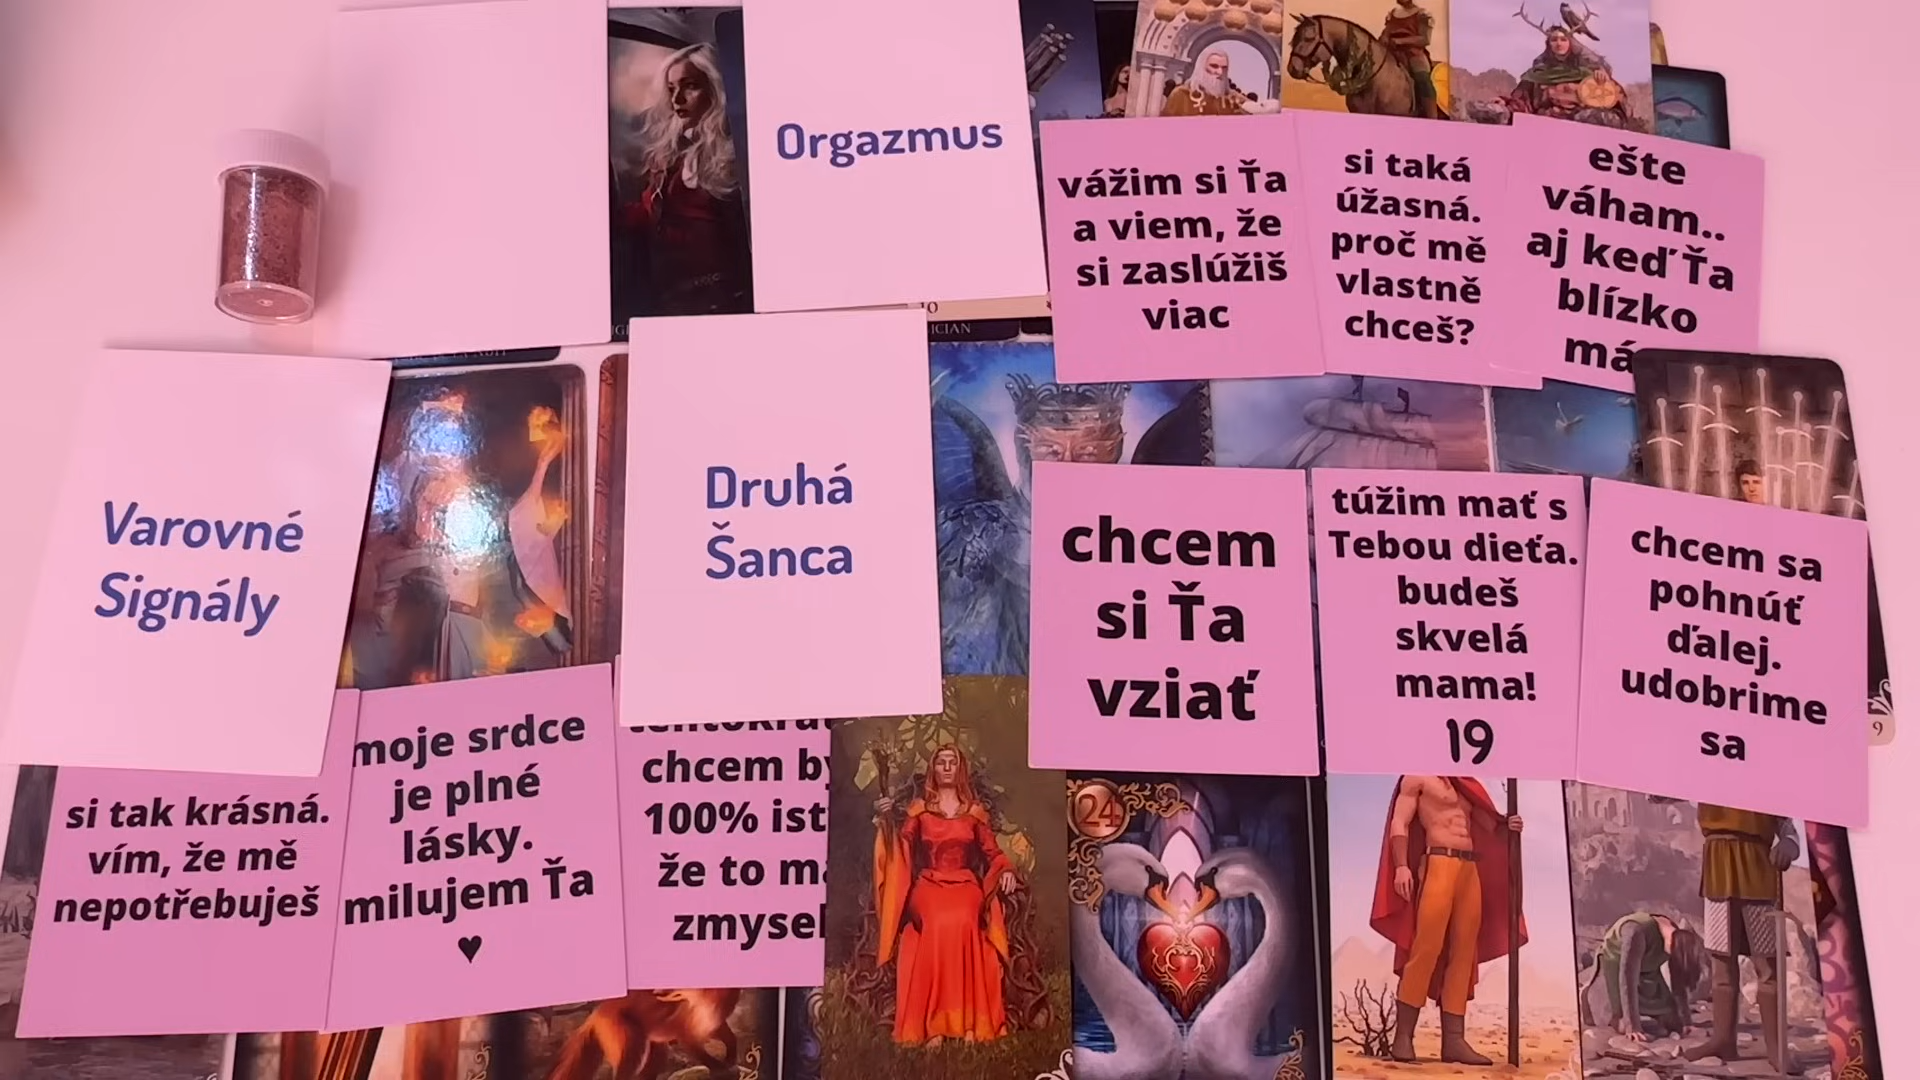 Orgazmus
vážim si Ťa
a viem, že
si zaslúžiš
viac
si taká
úžasná.
proč mě
vlastně
chceš?
ešte
váham..
aj keď Ťa
blízko
Varovné
Signály
Druhá
Šanca
chcem
si Ťa
vziať
túžim mať s
Tebou dieťa.
budeš
skvelá
mama!
19
chcem sa
pohnúť
ďalej.
udobrime
sa
9
si tak krásná.
vím, že mě
nepotřebuješ
moje srdce
je plné
lásky.
milujem Ťa
♥
chcem
100%
že to
24